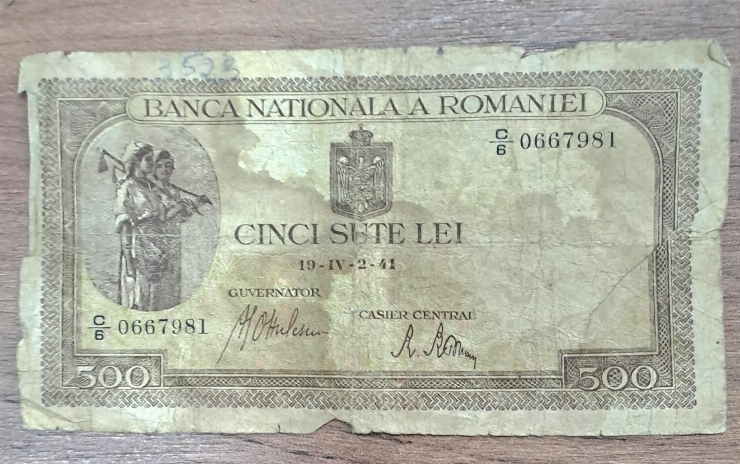 3523
BANCA NATIONALA A ROMANIEI
C/6 0667981
CINCI SUTE LEI
19-IV-2-41
GUVERNATOR
CASIER CENTRAL
C/6 0667981
500
500